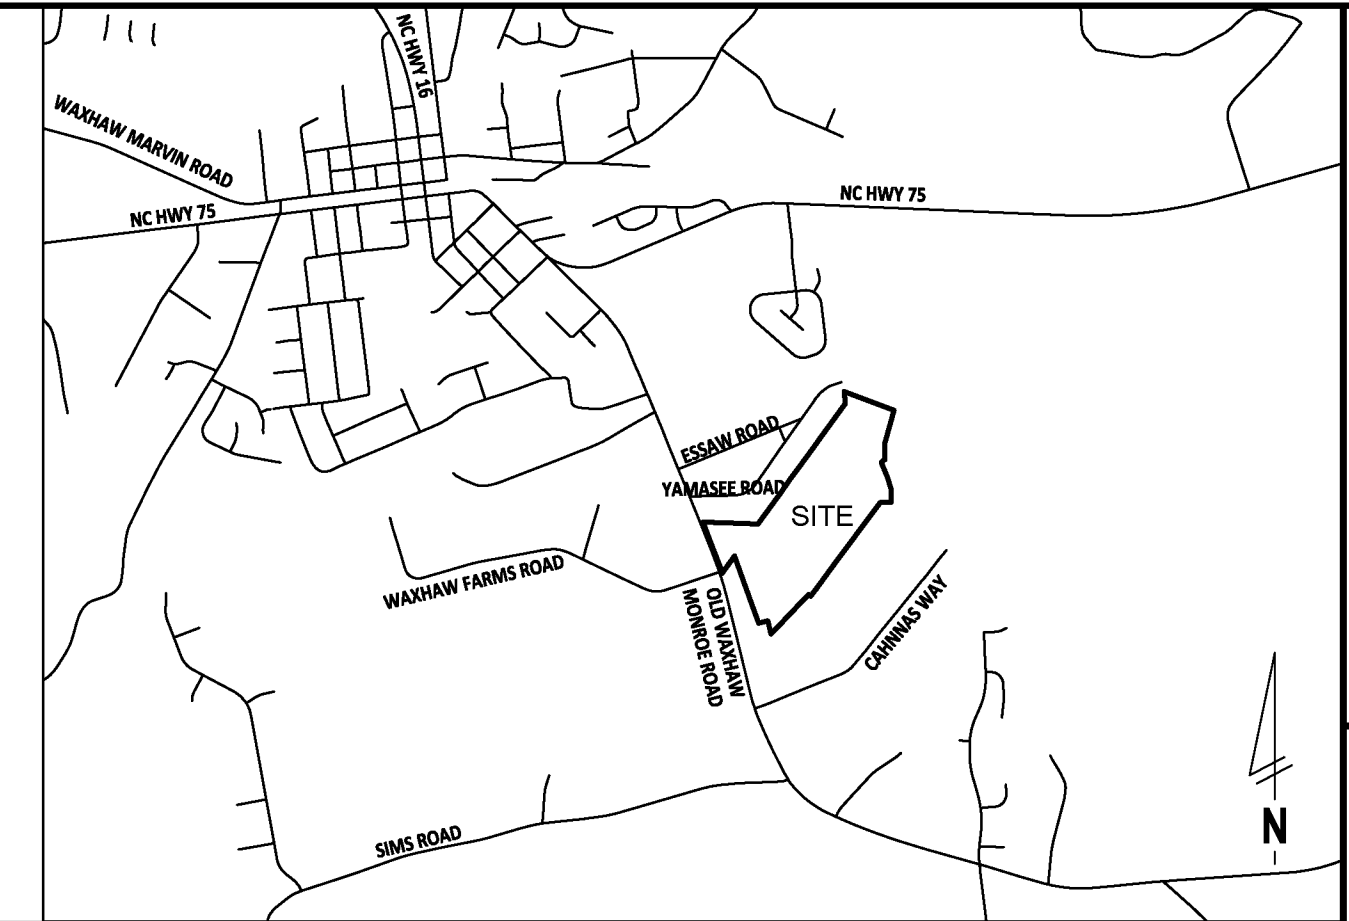 NC HWY 16
WAXHAW MARVIN ROAD
NC HWY 75
NC HWY 75
ESSAW ROAD
YAMASEE ROAD
SITE
WAXHAW FARMS ROAD
OLD WAXHAW
MONROE ROAD
CAHNNAS WAY
SIMS ROAD
N